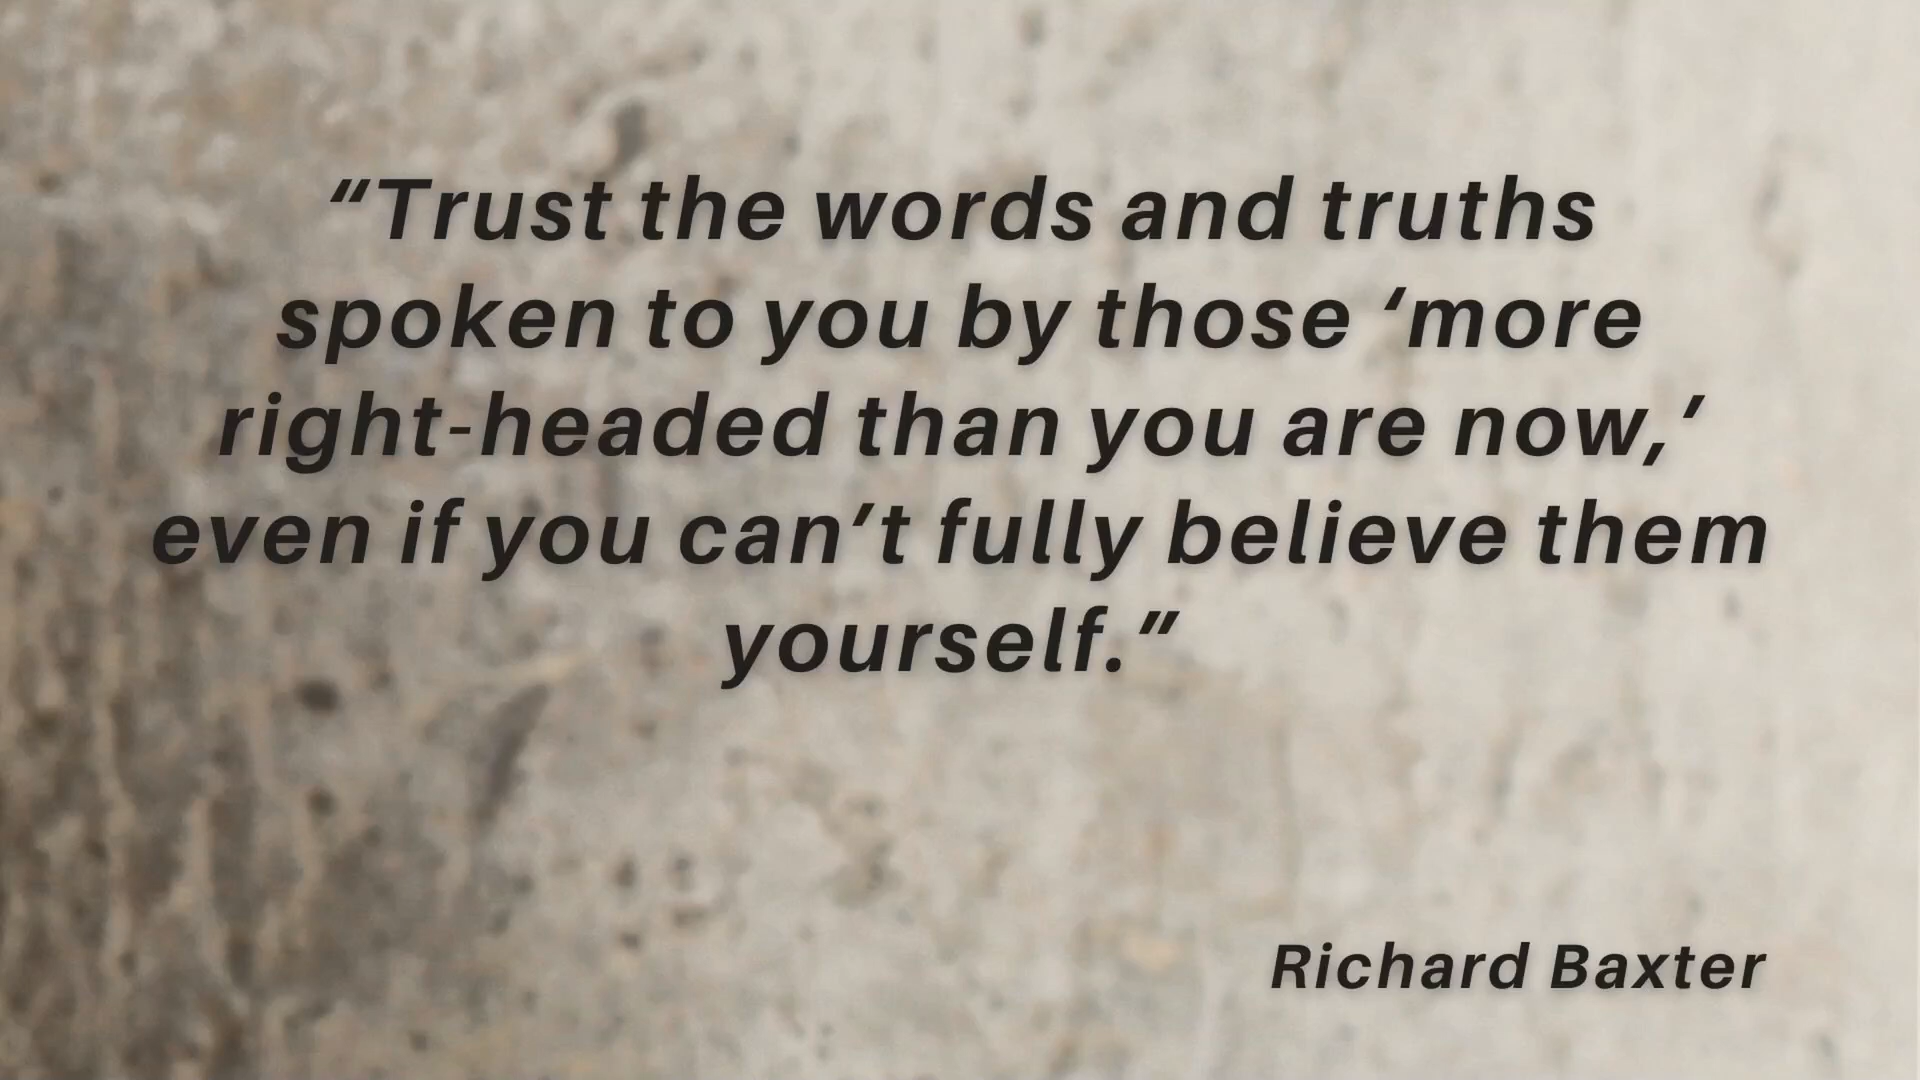 “Trust the words and truths
spoken to you by those ‘more
right-headed than you are now,’
even if you can’t fully believe them
yourself.”
Richard Baxter